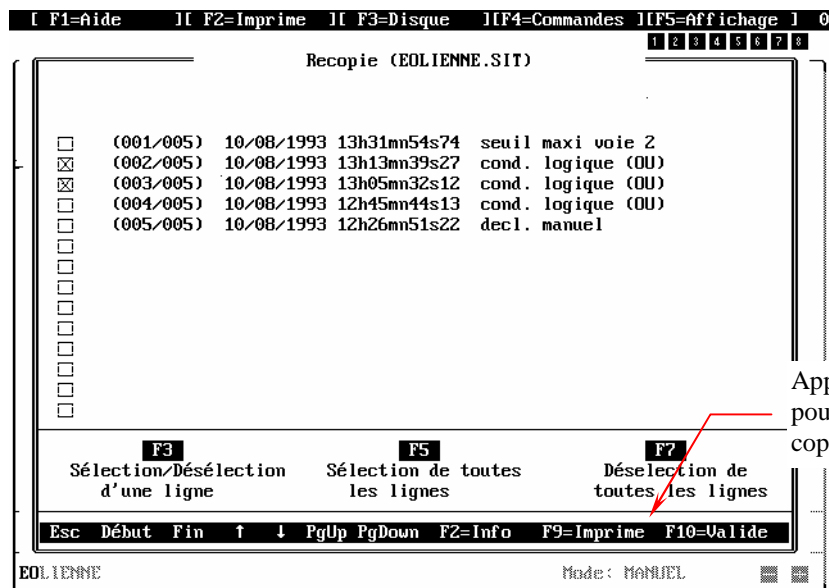 [ F1=Aide ][ F2=Imprime ][ F3=Disque ][F4=Commandes ][F5=Affichage ] 0
1 2 3 4 5 6 7 8
Recopie (EOLIENNE.SIT)
(001/005) 10/08/1993 13h31mn54s74 seuil maxi voie 2
(002/005) 10/08/1993 13h13mn39s27 cond. logique (OU)
(003/005) 10/08/1993 13h05mn32s12 cond. logique (OU)
(004/005) 10/08/1993 12h45mn44s13 cond. logique (OU)
(005/005) 10/08/1993 12h26mn51s22 decl. manuel
App
pou
cop
F3 F5 F7
Sélection/Désélection Sélection de toutes Déselection de
d'une ligne les lignes toutes les lignes
Esc Début Fin ↑ ↓ PgUp PgDown F2=Info F9=Imprime F10=Valide
EOLIENNE Mode: MANUEL